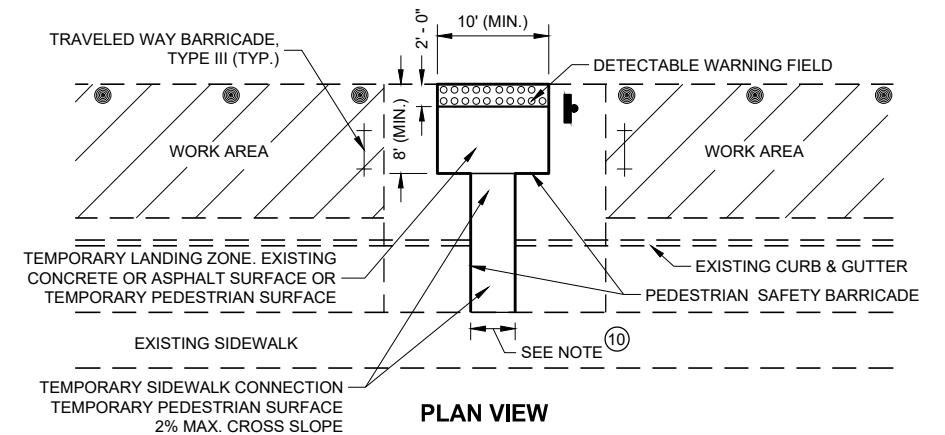 10' (MIN.)
2' - 0"
TRAVELED WAY BARRICADE,
TYPE III (TYP.)
DETECTABLE WARNING FIELD
8' (MIN.)
WORK AREA
WORK AREA
TEMPORARY LANDING ZONE. EXISTING
CONCRETE OR ASPHALT SURFACE OR
TEMPORARY PEDESTRIAN SURFACE
EXISTING CURB & GUTTER
PEDESTRIAN SAFETY BARRICADE
EXISTING SIDEWALK
SEE NOTE 10
TEMPORARY SIDEWALK CONNECTION
TEMPORARY PEDESTRIAN SURFACE
2% MAX. CROSS SLOPE
PLAN VIEW